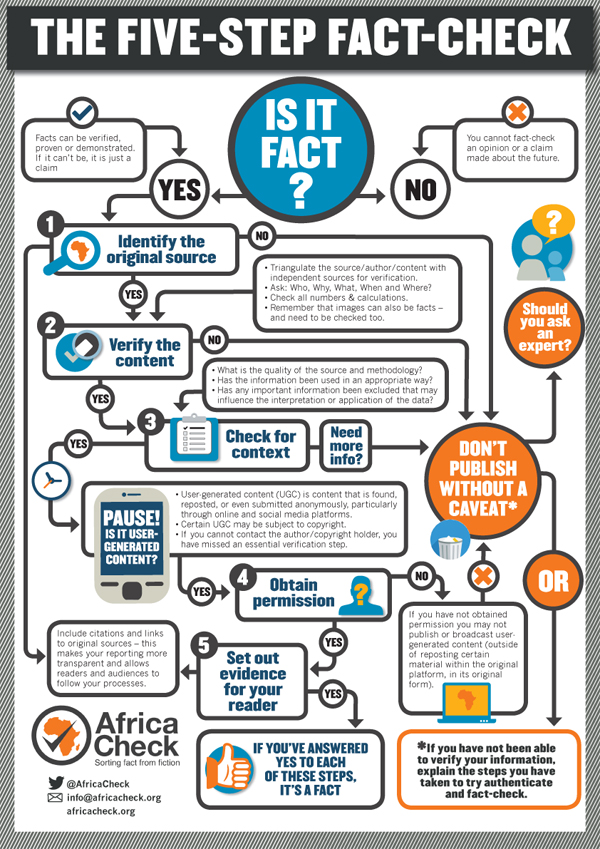 THE FIVE-STEP FACT-CHECK
IS IT
FACT
?
Facts can be verified,
proven or demonstrated.
If it can't be, it is just a
claim
YES
NO
You cannot fact-check
an opinion or a claim
made about the future.
1
Identify the
original source
NO
YES
• Triangulate the source/author/content with
independent sources for verification.
• Ask: Who, Why, What, When and Where?
• Check all numbers & calculations.
• Remember that images can also be facts –
and need to be checked too.
?
Should
you ask
an
expert?
2
Verify the
content
NO
YES
• What is the quality of the source and methodology?
• Has the information been used in an appropriate way?
• Has any important information been excluded that may
influence the interpretation or application of the data?
3
Check for
context
Need
more
info?
YES
DON'T
PUBLISH
WITHOUT A
CAVEAT*
PAUSE!
IS IT USER-
GENERATED
CONTENT?
• User-generated content (UGC) is content that is found,
reposted, or even submitted anonymously, particularly
through online and social media platforms.
• Certain UGC may be subject to copyright.
• If you cannot contact the author/copyright holder, you
have missed an essential verification step.
YES
4
Obtain
permission
?
NO
OR
YES
If you have not obtained
permission you may not
publish or broadcast user-
generated content (outside
of reposting certain
material within the original
platform, in its original
form).
Include citations and links
to original sources – this
makes your reporting more
transparent and allows
readers and audiences to
follow your processes.
5
Set out
evidence
for your
reader
YES
Africa
Check
Sorting fact from fiction
@AfricaCheck
info@africacheck.org
africacheck.org
IF YOU'VE ANSWERED
YES TO EACH
OF THESE STEPS,
IT'S A FACT
*If you have not been able
to verify your information,
explain the steps you have
taken to try authenticate
and fact-check.